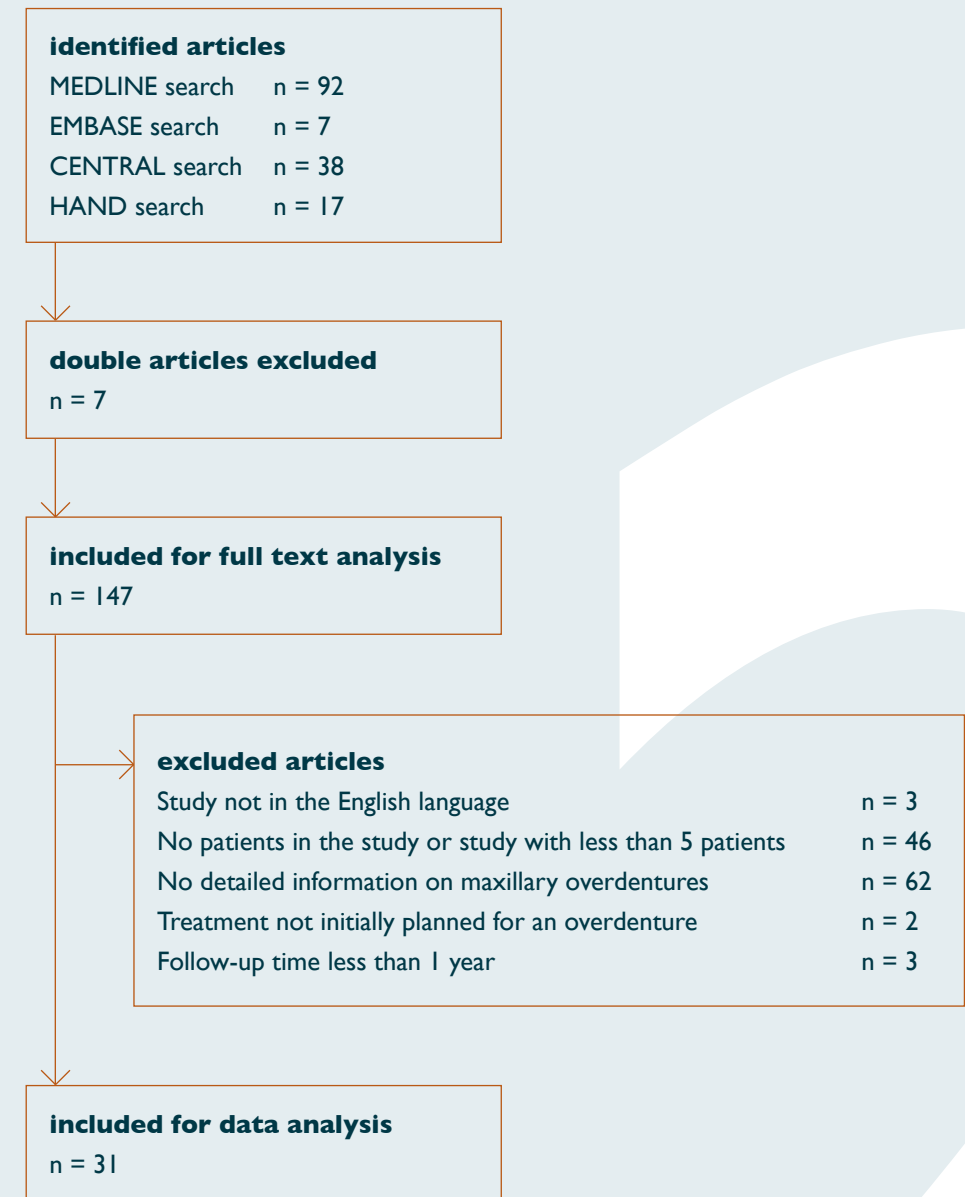 identified articles
MEDLINE search n = 92
EMBASE search n = 7
CENTRAL search n = 38
HAND search n = 17
double articles excluded
n = 7
included for full text analysis
n = 147
excluded articles
Study not in the English language n = 3
No patients in the study or study with less than 5 patients n = 46
No detailed information on maxillary overdentures n = 62
Treatment not initially planned for an overdenture n = 2
Follow-up time less than 1 year n = 3
included for data analysis
n = 31